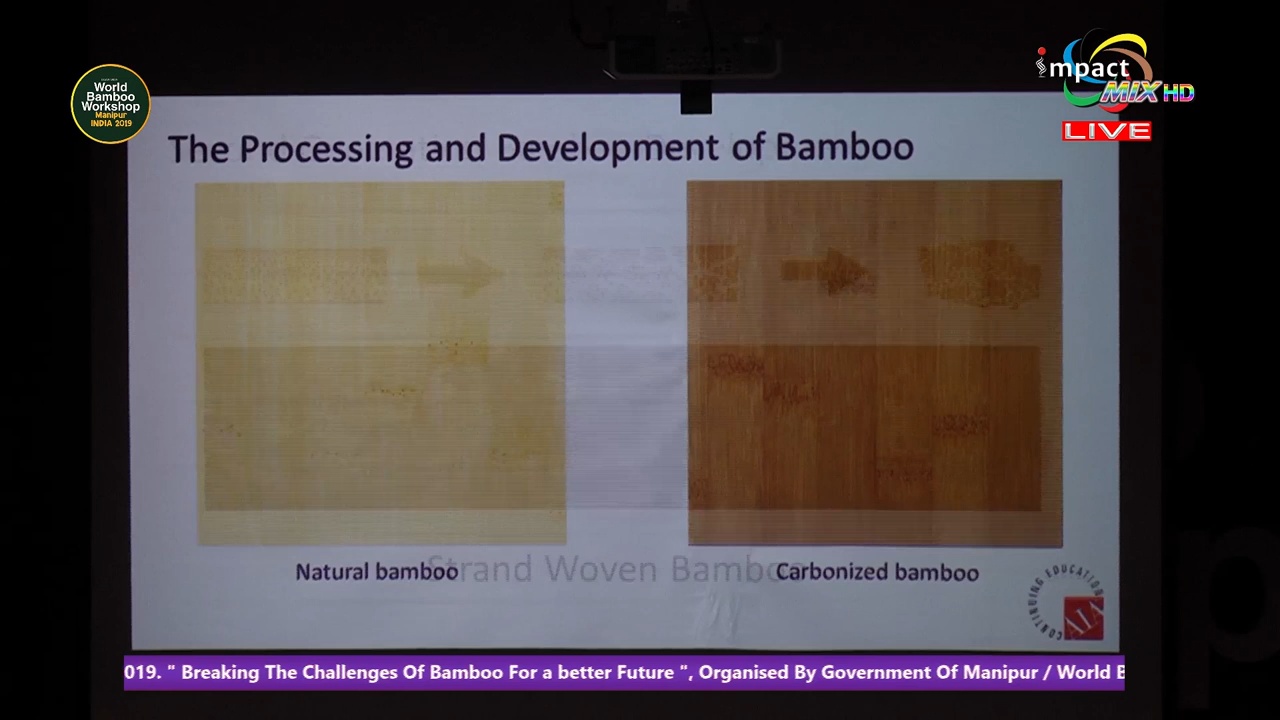 World
Bamboo
Workshop
Manipur
INDIA 2019
impact
MIX HD
LIVE
The Processing and Development of Bamboo
Strand Woven Bamboo
Natural bamboo
Carbonized bamboo
CONTINUING EDUCATION
AIA
019. " Breaking The Challenges Of Bamboo For a better Future ", Organised By Government Of Manipur / World B